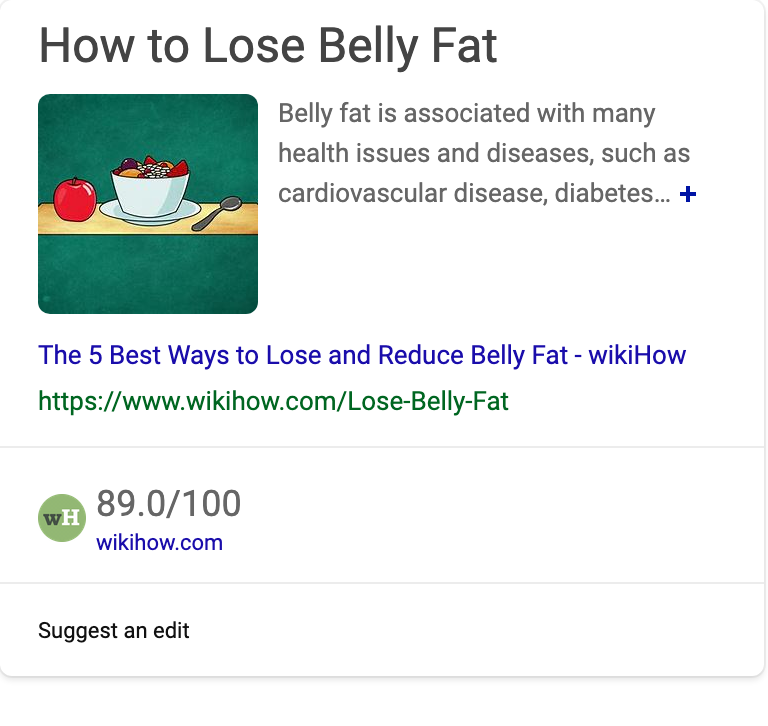 How to Lose Belly Fat
Belly fat is associated with many
health issues and diseases, such as
cardiovascular disease, diabetes... +
The 5 Best Ways to Lose and Reduce Belly Fat - wikiHow
https://www.wikihow.com/Lose-Belly-Fat
wH
89.0/100
wikihow.com
Suggest an edit